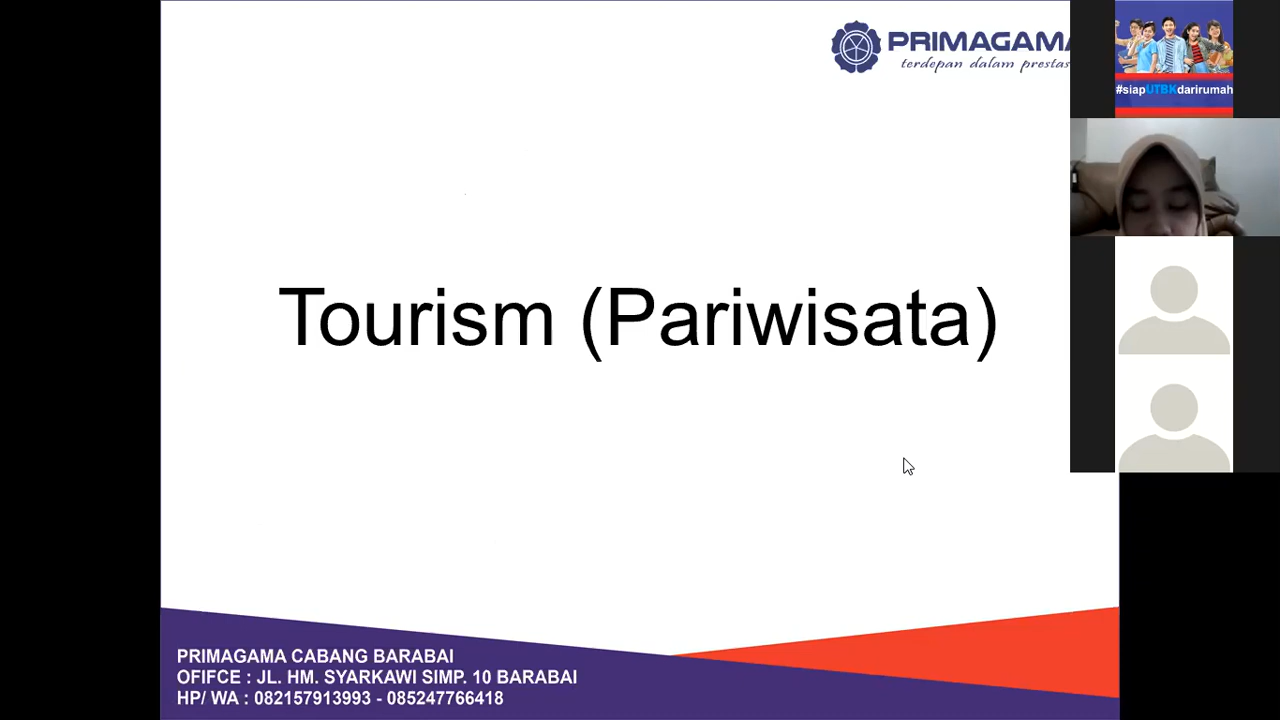 PRIMAGAMA
terdepan dalam prestas
#siapUTBKdarirumah
Tourism (Pariwisata)
PRIMAGAMA CABANG BARABAI
OFIFCE : JL. HM. SYARKAWI SIMP. 10 BARABAI
HP/ WA : 082157913993 - 085247766418